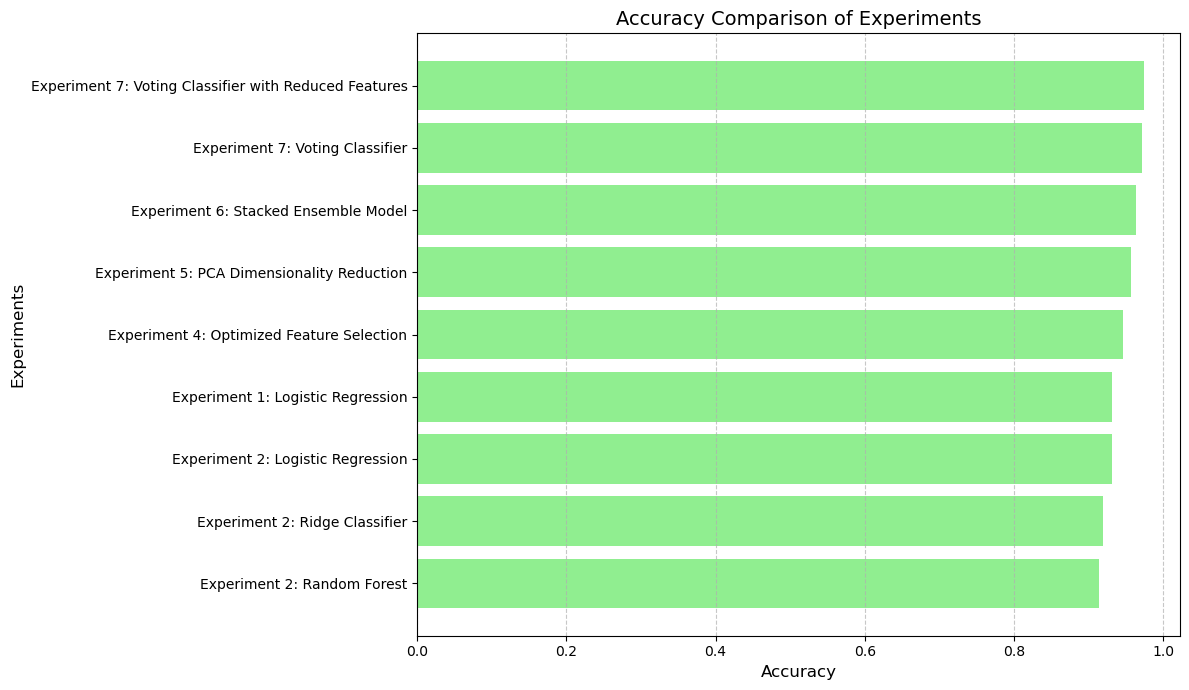 Accuracy Comparison of Experiments
Experiments
Experiment 7: Voting Classifier with Reduced Features
Experiment 7: Voting Classifier
Experiment 6: Stacked Ensemble Model
Experiment 5: PCA Dimensionality Reduction
Experiment 4: Optimized Feature Selection
Experiment 1: Logistic Regression
Experiment 2: Logistic Regression
Experiment 2: Ridge Classifier
Experiment 2: Random Forest
0.0 0.2 0.4 0.6 0.8 1.0
Accuracy